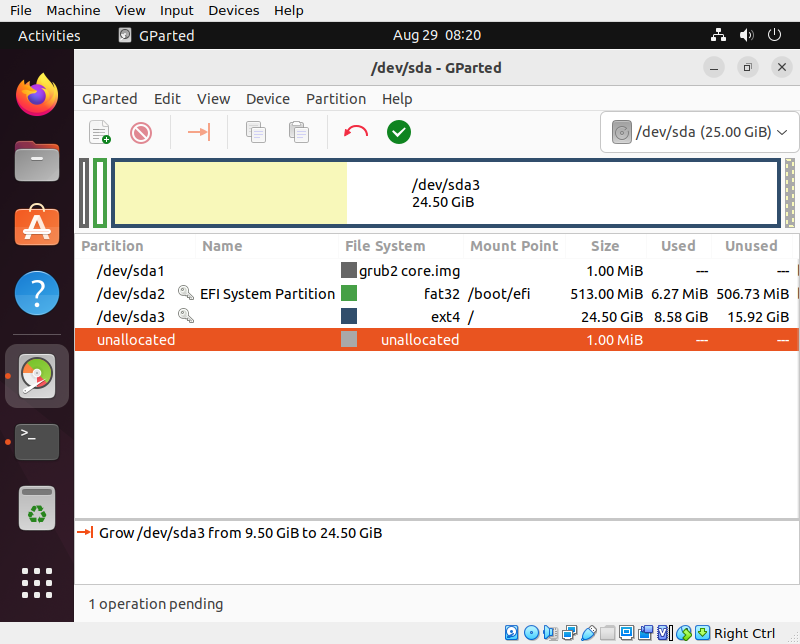 File Machine View Input Devices Help
Activities GParted Aug 29 08:20
/dev/sda - GParted
GParted Edit View Device Partition Help
/dev/sda (25.00 GiB)
/dev/sda3
24.50 GiB
Partition Name File System Mount Point Size Used Unused
/dev/sda1 grub2 core.img 1.00 MiB --- ---
/dev/sda2 EFI System Partition fat32 /boot/efi 513.00 MiB 6.27 MiB 506.73 MiB
/dev/sda3 ext4 / 24.50 GiB 8.58 GiB 15.92 GiB
unallocated unallocated 1.00 MiB --- ---
Grow /dev/sda3 from 9.50 GiB to 24.50 GiB
1 operation pending
Right Ctrl